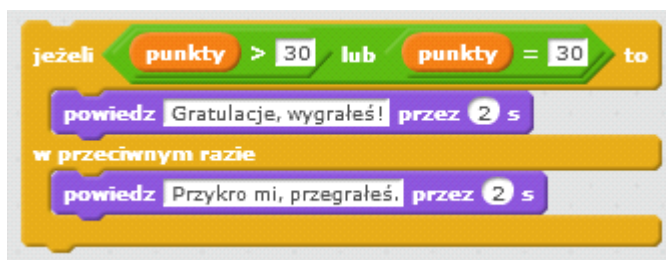 jeżeli punkty > 30 lub punkty = 30 to
powiedz Gratulacje, wygrałeś! przez 2 s
w przeciwnym razie
powiedz Przykro mi, przegrałeś. przez 2 s